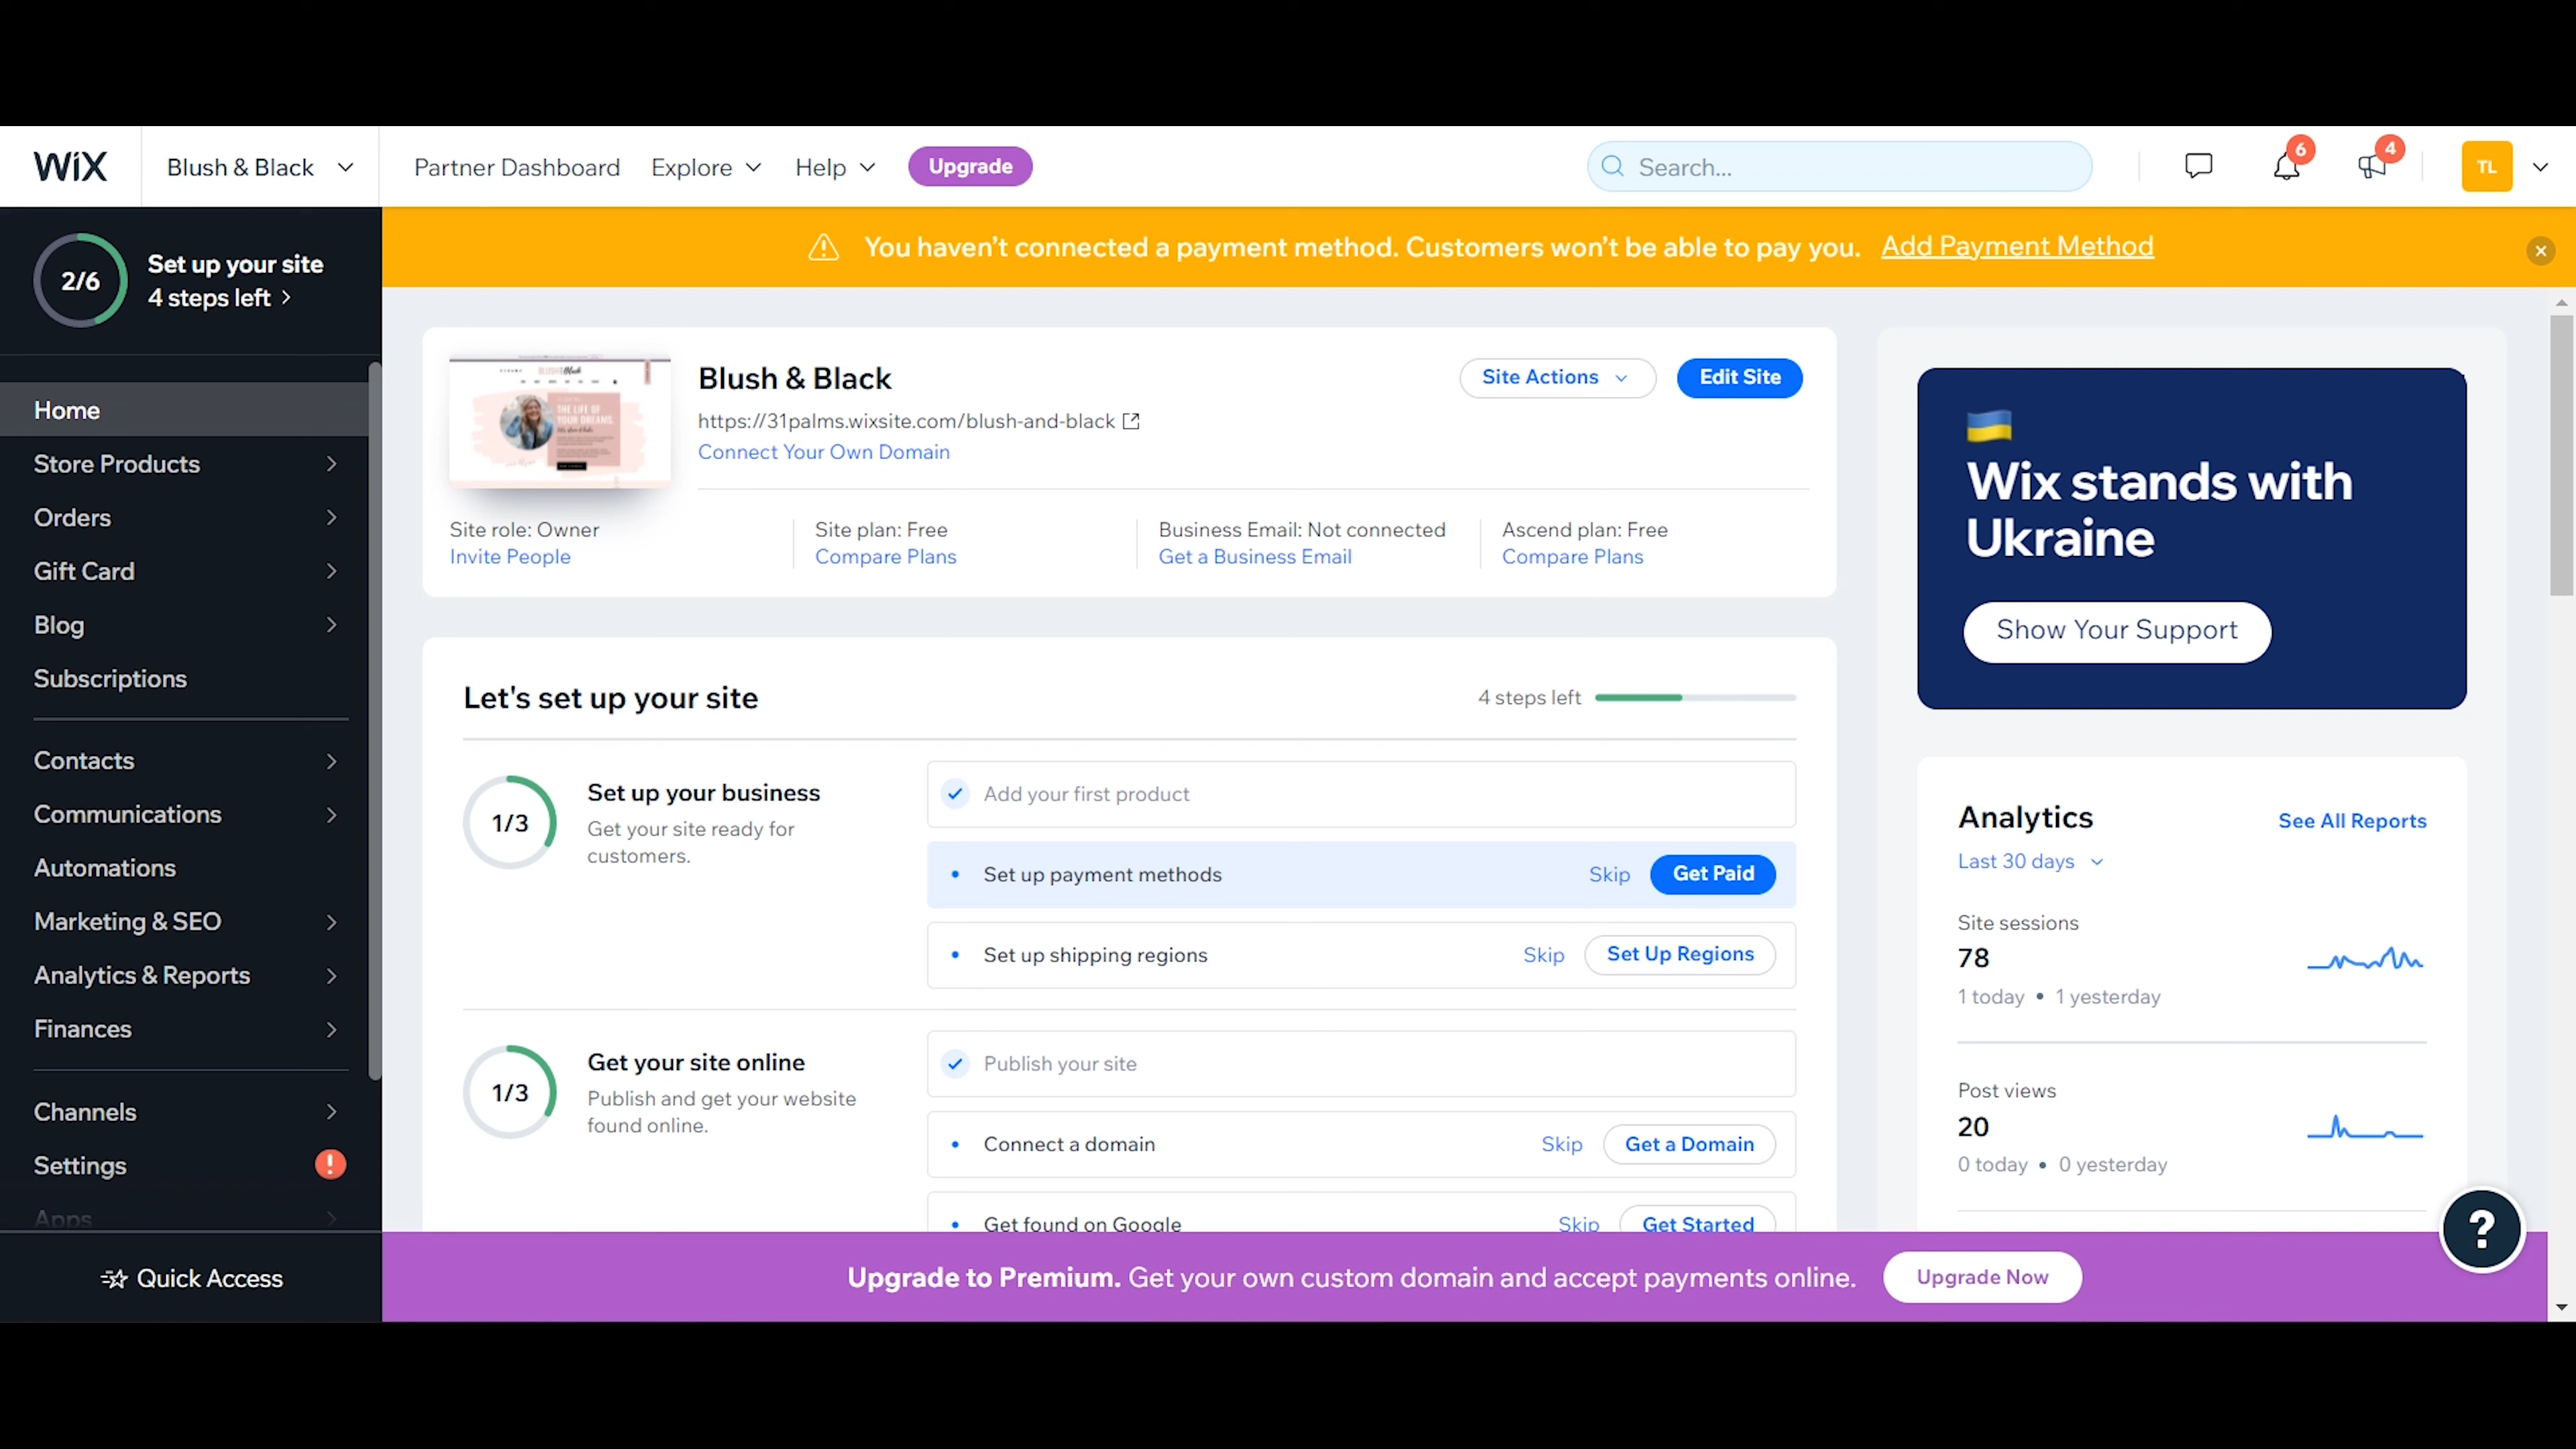 WiX
Blush & Black
Partner Dashboard
Explore
Help
Upgrade
Search...
6
4
TL
2/6
Set up your site
4 steps left
You haven't connected a payment method. Customers won't be able to pay you. Add Payment Method
Home
Store Products
Orders
Gift Card
Blog
Subscriptions
Contacts
Communications
Automations
Marketing & SEO
Analytics & Reports
Finances
Channels
Settings
!
Apps
Quick Access
BLUSH & Black
THE LIFE OF
YOUR DREAMS
Blush & Black
Site Actions
Edit Site
https://31palms.wixsite.com/blush-and-black
Connect Your Own Domain
Site role: Owner
Invite People
Site plan: Free
Compare Plans
Business Email: Not connected
Get a Business Email
Ascend plan: Free
Compare Plans
Let's set up your site
4 steps left
1/3
Set up your business
Get your site ready for
customers.
Add your first product
Set up payment methods
Skip
Get Paid
Set up shipping regions
Skip
Set Up Regions
1/3
Get your site online
Publish and get your website
found online.
Publish your site
Connect a domain
Skip
Get a Domain
Get found on Google
Skip
Get Started
Wix stands with
Ukraine
Show Your Support
Analytics
See All Reports
Last 30 days
Site sessions
78
1 today • 1 yesterday
Post views
20
0 today • 0 yesterday
?
Upgrade to Premium. Get your own custom domain and accept payments online.
Upgrade Now